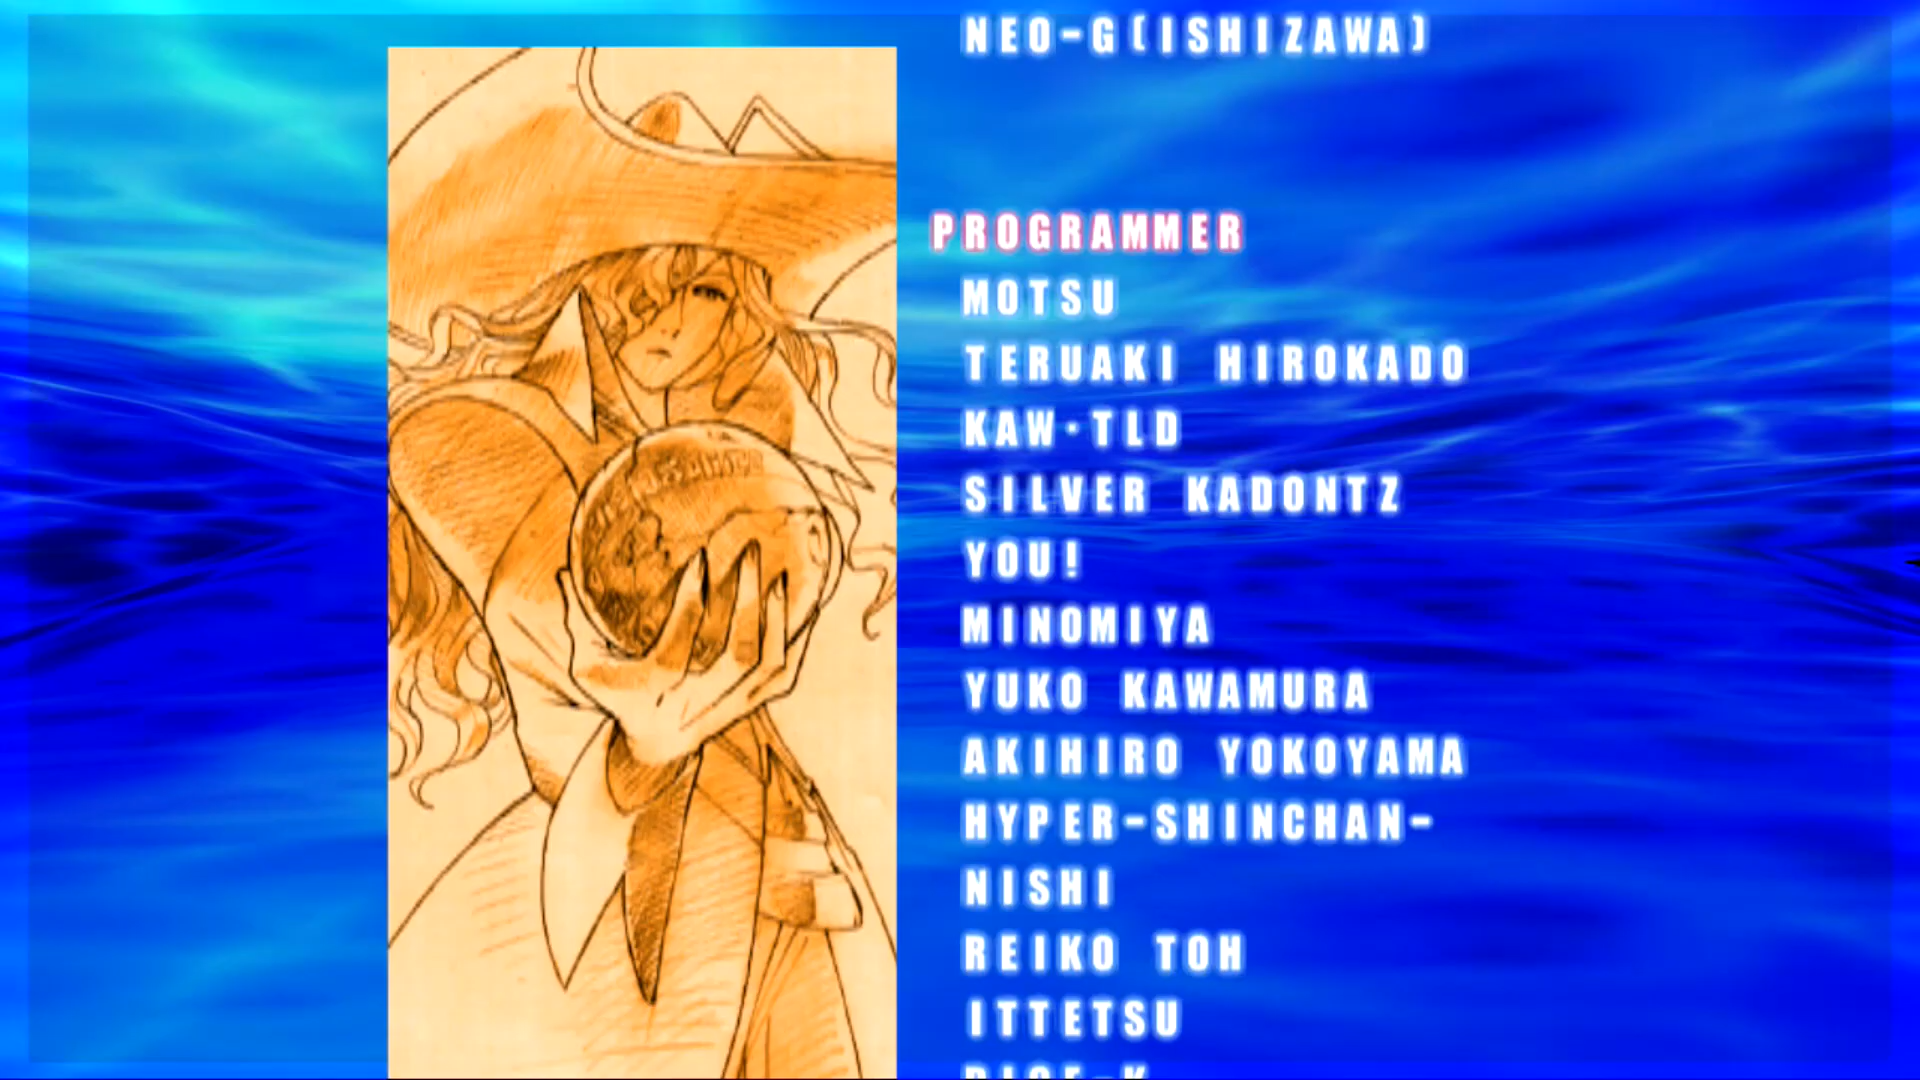 NEO-G(ISHIZAWA)
PROGRAMMER
MOTSU
TERUAKI HIROKADO
KAW·TLD
SILVER KADONTZ
YOU!
MINOMIYA
YUKO KAWAMURA
AKIHIRO YOKOYAMA
HYPER-SHINCHAN-
NISHI
REIKO TOH
ITTETSU